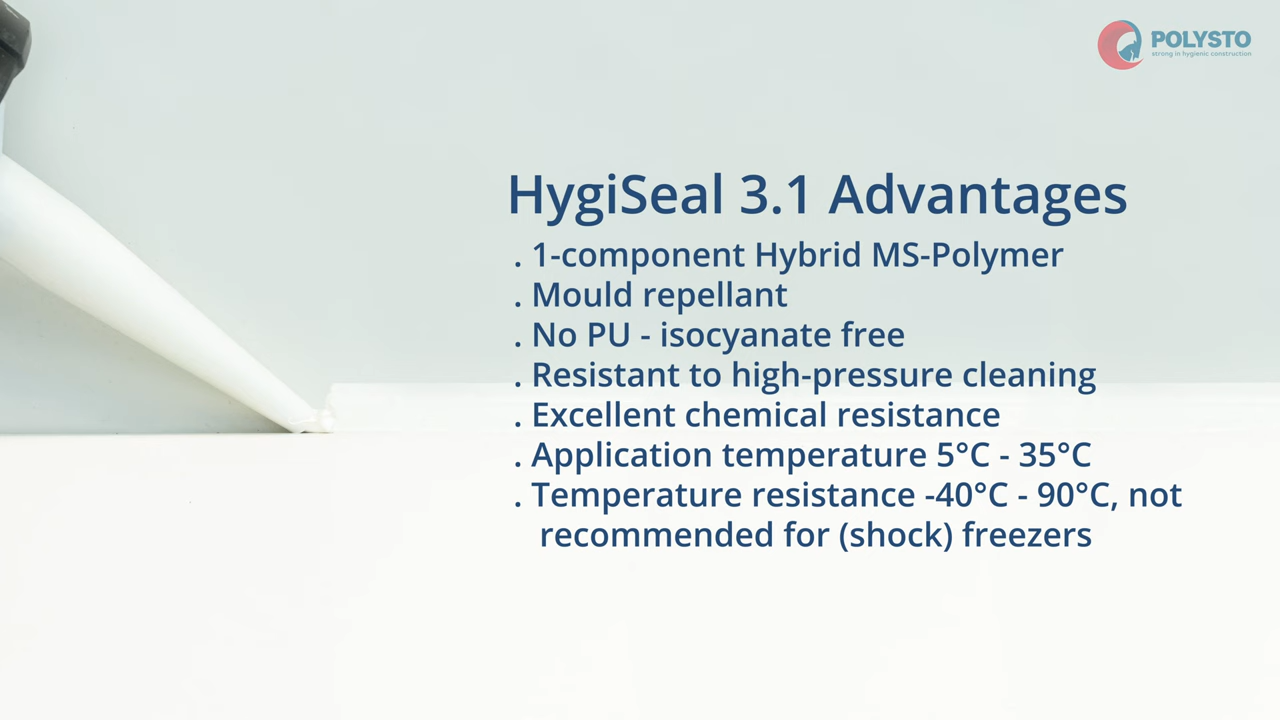 POLYSTO
strong in hygienic construction
HygiSeal 3.1 Advantages
. 1-component Hybrid MS-Polymer
. Mould repellant
. No PU - isocyanate free
. Resistant to high-pressure cleaning
. Excellent chemical resistance
. Application temperature 5°C - 35°C
. Temperature resistance -40°C - 90°C, not
recommended for (shock) freezers